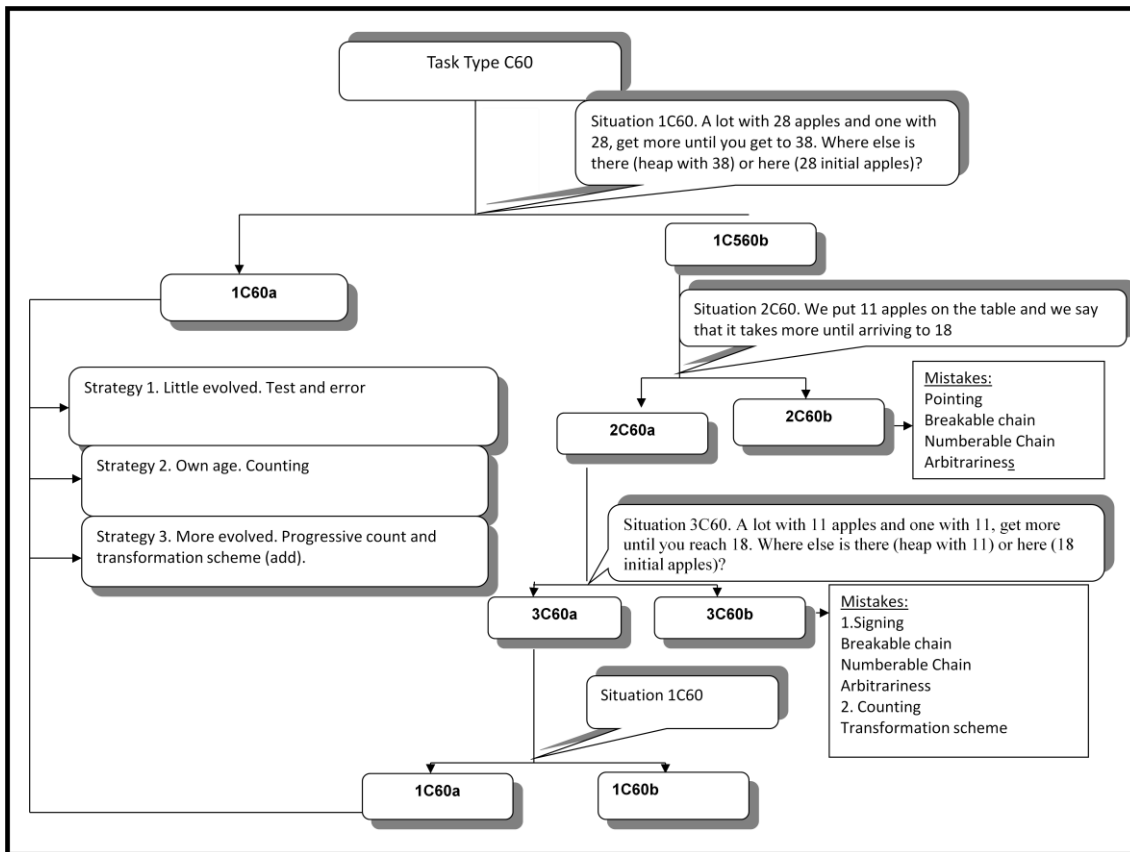 Task Type C60
Situation 1C60. A lot with 28 apples and one with
28, get more until you get to 38. Where else is
there (heap with 38) or here (28 initial apples)?
1C560b
1C60a
Situation 2C60. We put 11 apples on the table and we say
that it takes more until arriving to 18
Strategy 1. Little evolved. Test and error
Strategy 2. Own age. Counting
Strategy 3. More evolved. Progressive count and
transformation scheme (add).
2C60a
2C60b
Mistakes:
Pointing
Breakable chain
Numberable Chain
Arbitrariness
Situation 3C60. A lot with 11 apples and one with 11, get more
until you reach 18. Where else is there (heap with 11) or here (18
initial apples)?
3C60a
3C60b
Mistakes:
1.Signing
Breakable chain
Numberable Chain
Arbitrariness
2. Counting
Transformation scheme
Situation 1C60
1C60a
1C60b